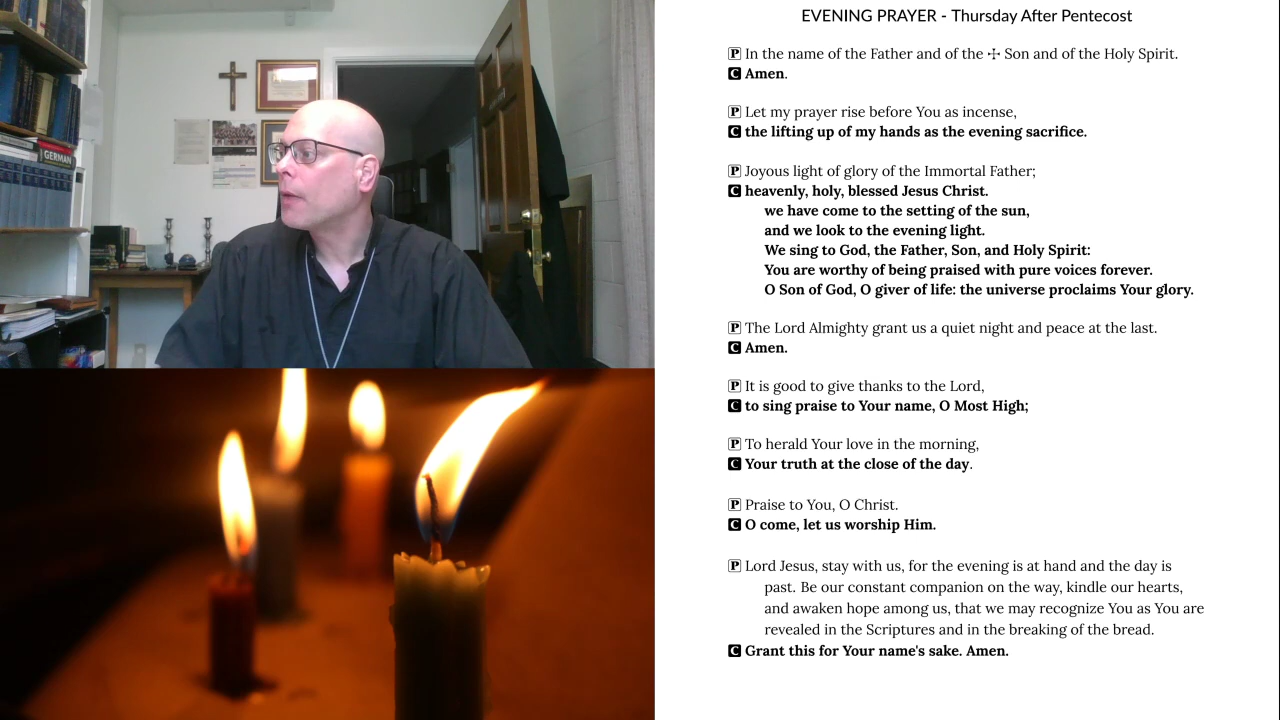 GERMAN
EVENING PRAYER - Thursday After Pentecost
P In the name of the Father and of the ☩ Son and of the Holy Spirit.
C Amen.
P Let my prayer rise before You as incense,
C the lifting up of my hands as the evening sacrifice.
P Joyous light of glory of the Immortal Father;
C heavenly, holy, blessed Jesus Christ.
we have come to the setting of the sun,
and we look to the evening light.
We sing to God, the Father, Son, and Holy Spirit:
You are worthy of being praised with pure voices forever.
O Son of God, O giver of life: the universe proclaims Your glory.
P The Lord Almighty grant us a quiet night and peace at the last.
C Amen.
P It is good to give thanks to the Lord,
C to sing praise to Your name, O Most High;
P To herald Your love in the morning,
C Your truth at the close of the day.
P Praise to You, O Christ.
C O come, let us worship Him.
P Lord Jesus, stay with us, for the evening is at hand and the day is
past. Be our constant companion on the way, kindle our hearts,
and awaken hope among us, that we may recognize You as You are
revealed in the Scriptures and in the breaking of the bread.
C Grant this for Your name's sake. Amen.